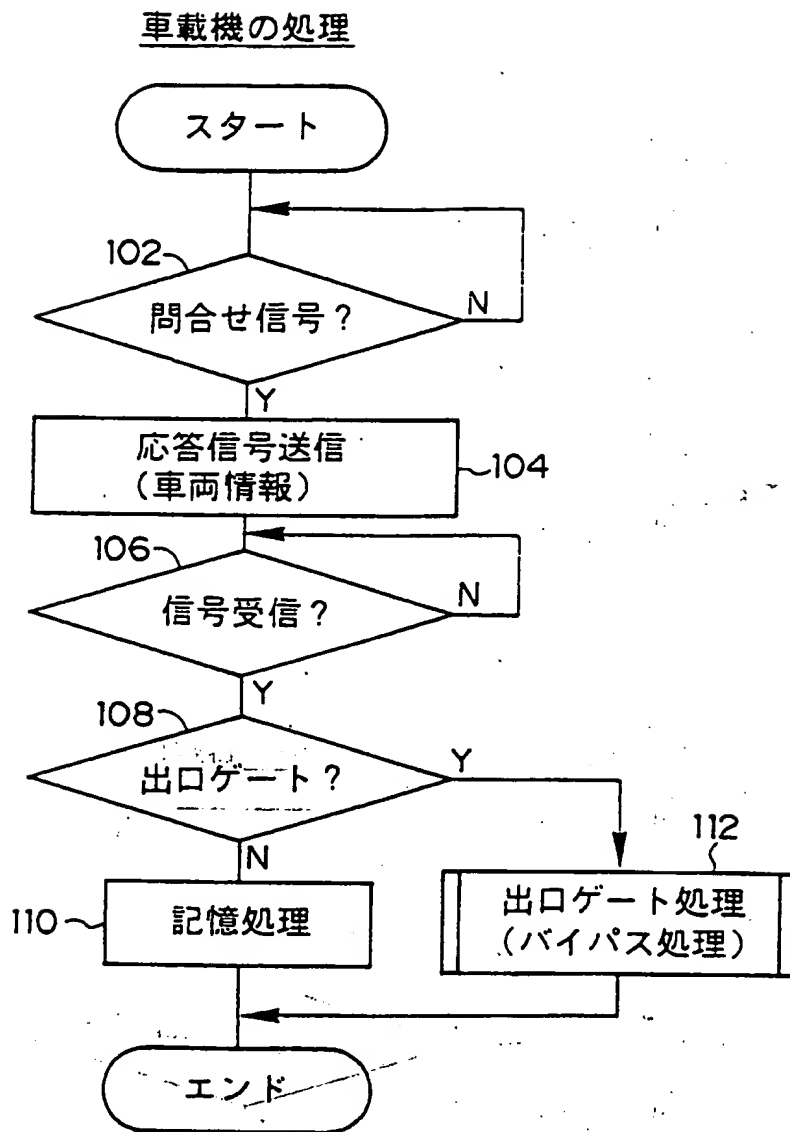 車載機の処理
スタート
102
問合せ信号?
N
Y
応答信号送信
(車両情報)
104
106
信号受信?
N
Y
108
出口ゲート?
Y
N
112
110
記憶処理
出口ゲート処理
(バイパス処理)
エンド